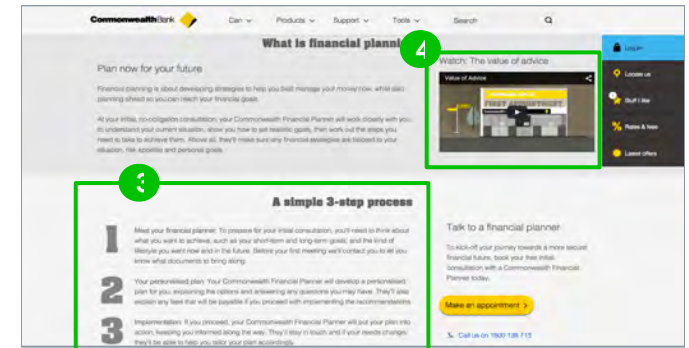 CommonwealthBank
Can
Products
Support
Tools
Search
What is financial planni
4
Plan now for your future
Financial planning is about developing strategies to help you best manage your money now, while also
planning ahead so you can reach your financial goals.
At your initial, no-obligation consultation, your Commonwealth Financial Planner will work closely with you
to understand your current situation, show you how to set realistic goals, then work out the steps you
need to take to achieve them. Above all, they'll make sure any financial strategies are tailored to your
situation, risk appetite and personal goals.
Watch: The value of advice
Value of Advice
FIRST APPOINTMENT
Log on
Locate us
Stuff I like
Rates & fees
Latest offers
3
A simple 3-step process
1
Meet your financial planner: To prepare for your initial consultation, you'll need to think about
what you want to achieve, such as your short-term and long-term goals, and the kind of
lifestyle you want now and in the future. Before your first meeting we'll contact you to let you
know what documents to bring along.
2
Your personalised plan: Your Commonwealth Financial Planner will develop a personalised
plan for you, explaining the options and answering any questions you may have. They'll also
explain any fees that will be payable if you proceed with implementing the recommendations.
3
Implementation: If you proceed, your Commonwealth Financial Planner will put your plan into
action, keeping you informed along the way. They'll stay in touch and if your needs change,
they'll be able to help you tailor your plan accordingly.
Talk to a financial planner
To kick-off your journey towards a more secure
financial future, book your free initial
consultation with a Commonwealth Financial
Planner today.
Make an appointment >
Call us on 1800 138 713